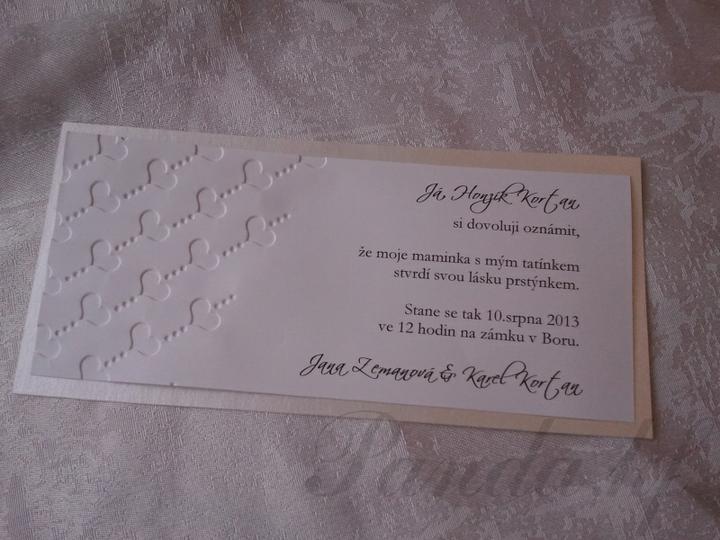 Já, Honzík Kortan
si dovoluji oznámit,
že moje maminka s mým tatínkem
stvrdí svou lásku prstýnkem.
Stane se tak 10.srpna 2013
ve 12 hodin na zámku v Boru.
Jana Zemanová & Karel Kortan